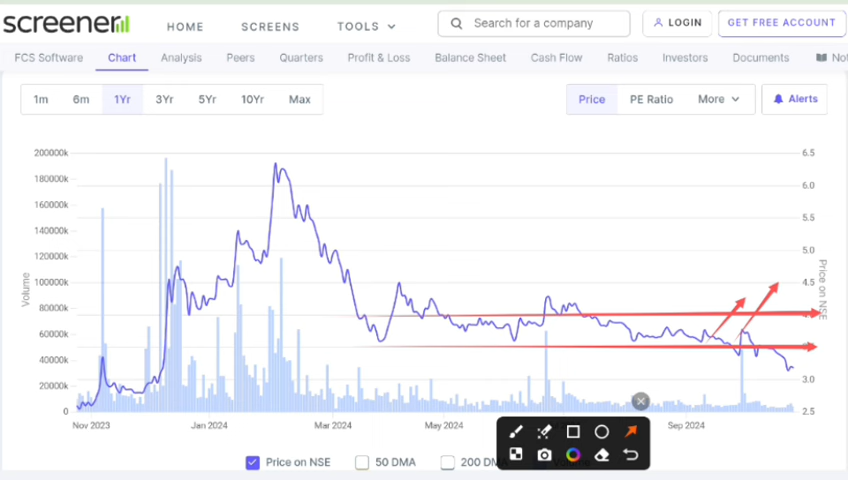 screener
HOME
SCREENS
TOOLS
Search for a company
LOGIN
GET FREE ACCOUNT
FCS Software
Chart
Analysis
Peers
Quarters
Profit & Loss
Balance Sheet
Cash Flow
Ratios
Investors
Documents
1m
6m
1Yr
3Yr
5Yr
10Yr
Max
Price
PE Ratio
More
Alerts
200000k
180000k
160000k
140000k
120000k
100000k
80000k
60000k
40000k
20000k
0
Volume
6.5
6.0
5.5
5.0
4.5
3.0
2.5
Price on NSE
Nov 2023
Jan 2024
Mar 2024
May 2024
Sep 2024
Price on NSE
50 DMA
200